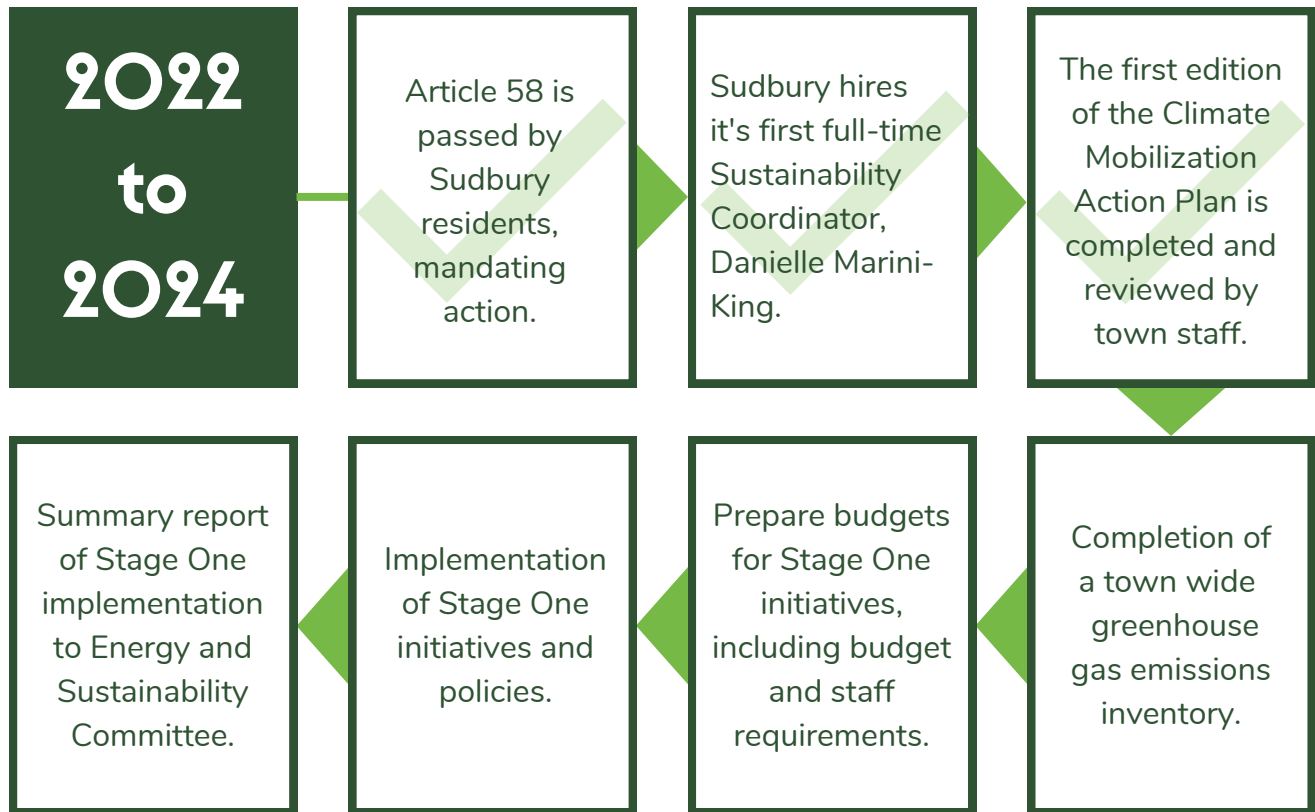 2022
to
2024
Article 58 is
passed by
Sudbury
residents,
mandating
action.
Sudbury hires
it's first full-time
Sustainability
Coordinator,
Danielle Marini-
King.
The first edition
of the Climate
Mobilization
Action Plan is
completed and
reviewed by
town staff.
Completion of
a town wide
greenhouse
gas emissions
inventory.
Prepare budgets
for Stage One
initiatives,
including budget
and staff
requirements.
Implementation
of Stage One
initiatives and
policies.
Summary report
of Stage One
implementation
to Energy and
Sustainability
Committee.